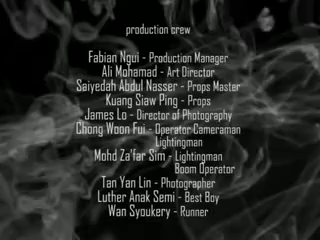 production crew
Fabian Ngui - Production Manager
Ali Mohamad - Art Director
Saiyedah Abdul Nasser - Props Master
Kuang Siaw Ping - Props
James Lo - Director of Photography
Chong Woon Fui - Operator Cameraman
Lightingman
Mohd Za'far Sim - Lightingman
Boom Operator
Tan Yan Lin - Photographer
Luther Anak Semi - Best Boy
Wan Syoukery - Runner